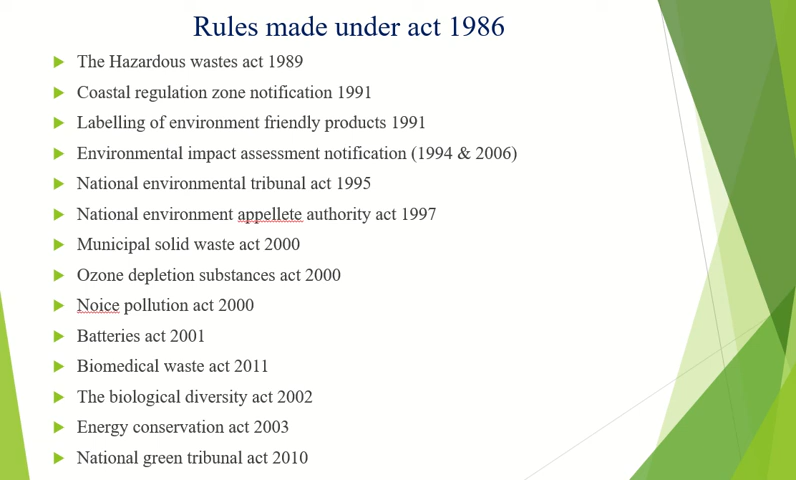 Rules made under act 1986
The Hazardous wastes act 1989
Coastal regulation zone notification 1991
Labelling of environment friendly products 1991
Environmental impact assessment notification (1994 & 2006)
National environmental tribunal act 1995
National environment appellete authority act 1997
Municipal solid waste act 2000
Ozone depletion substances act 2000
Noice pollution act 2000
Batteries act 2001
Biomedical waste act 2011
The biological diversity act 2002
Energy conservation act 2003
National green tribunal act 2010